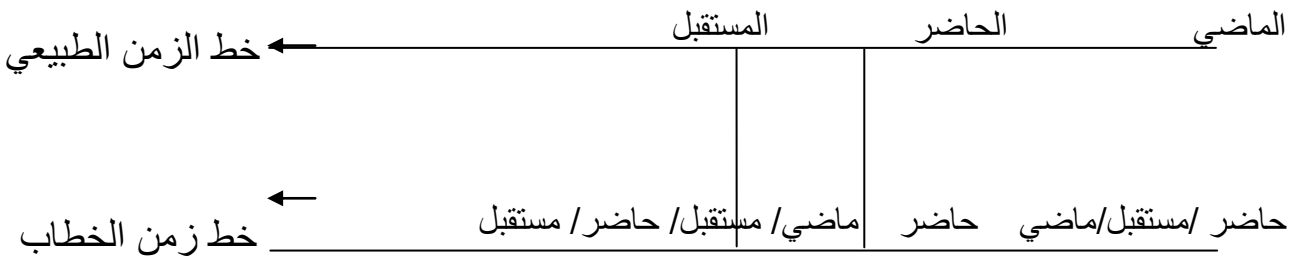 الماضي الحاضر المستقبل
خط الزمن الطبيعي
حاضر /مستقبل/ماضي حاضر ماضي/ مستقبل/ حاضر/ مستقبل
خط زمن الخطاب